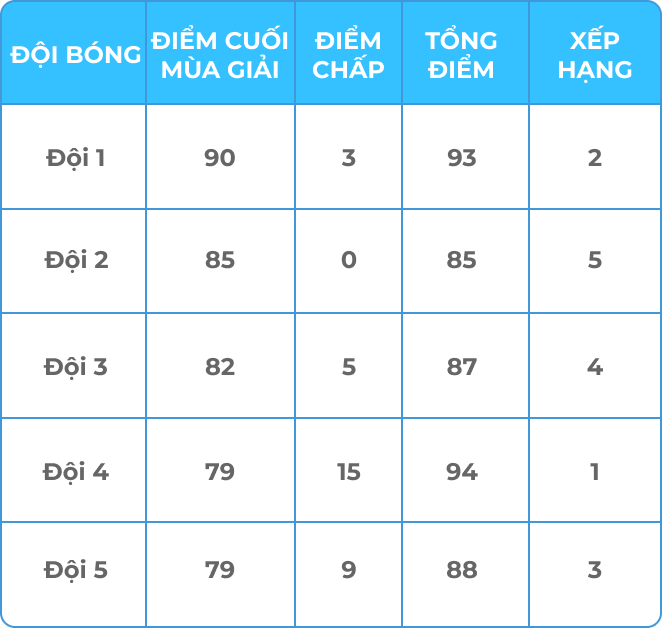 ĐỘI BÓNG ĐIỂM CUỐI MÙA GIẢI ĐIỂM CHẤP TỔNG ĐIỂM XẾP HẠNG
Đội 1 90 3 93 2
Đội 2 85 0 85 5
Đội 3 82 5 87 4
Đội 4 79 15 94 1
Đội 5 79 9 88 3